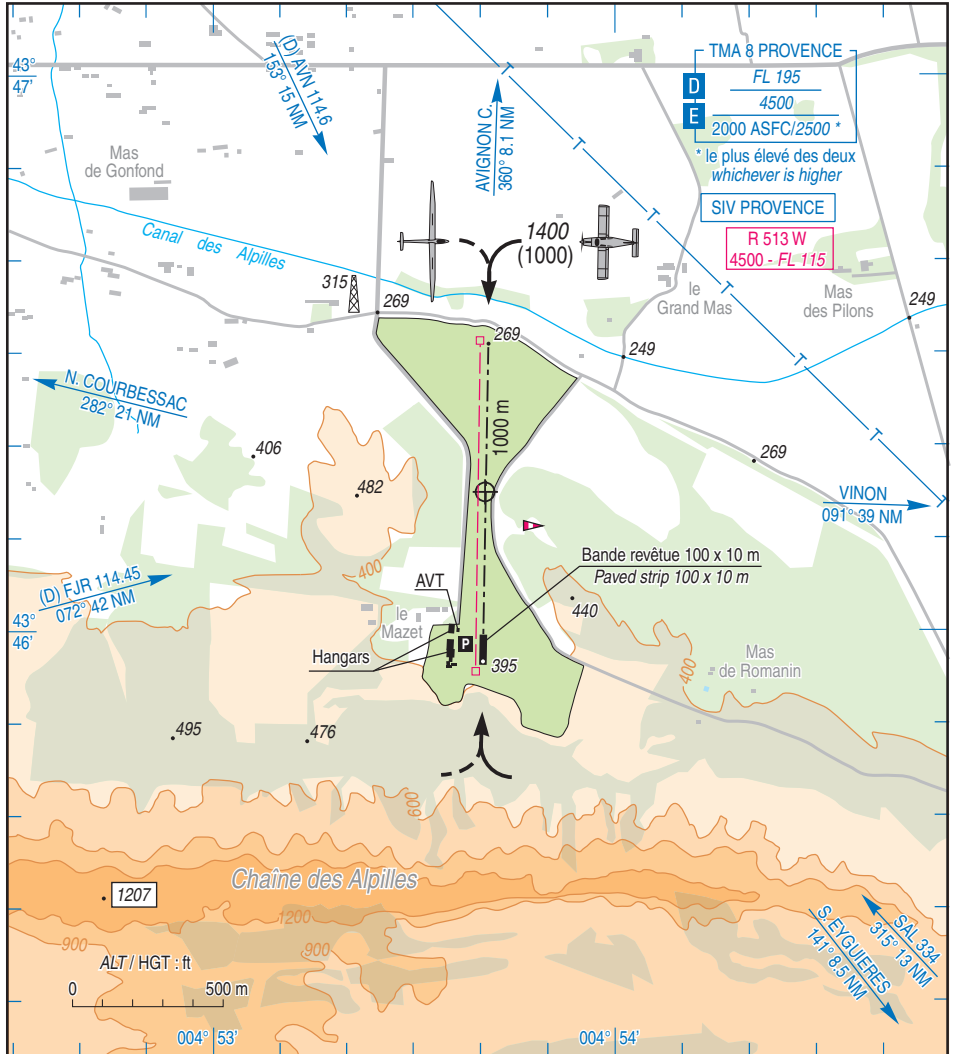 43°
47'
(D) AVN 114.6
153° 15 NM
AVIGNON C.
360° 8.1 NM
TMA 8 PROVENCE
D
E
FL 195
4500
2000 ASFC/2500 *
* le plus élevé des deux
whichever is higher
SIV PROVENCE
R 513 W
4500 - FL 115
Mas
de Gonfond
Canal des Alpilles
1400
(1000)
315
269
269
le
Grand Mas
Mas
des Pilons
249
249
N. COURBESSAC
282° 21 NM
406
482
1000 m
269
VINON
091° 39 NM
Bande revêtue 100 x 10 m
Paved strip 100 x 10 m
(D) FJR 114.45
072° 42 NM
400
AVT
440
43°
46'
le
Mazet
P
Hangars
395
Mas
de Romanin
400
495
476
600
Chaîne des Alpilles
1207
1200
900
900
S. EYGUIERES
141° 8.5 NM
SAL 334
315° 13 NM
ALT / HGT : ft
0 500 m
004° 53'
004° 54'
T
T
T
T
T
T
T